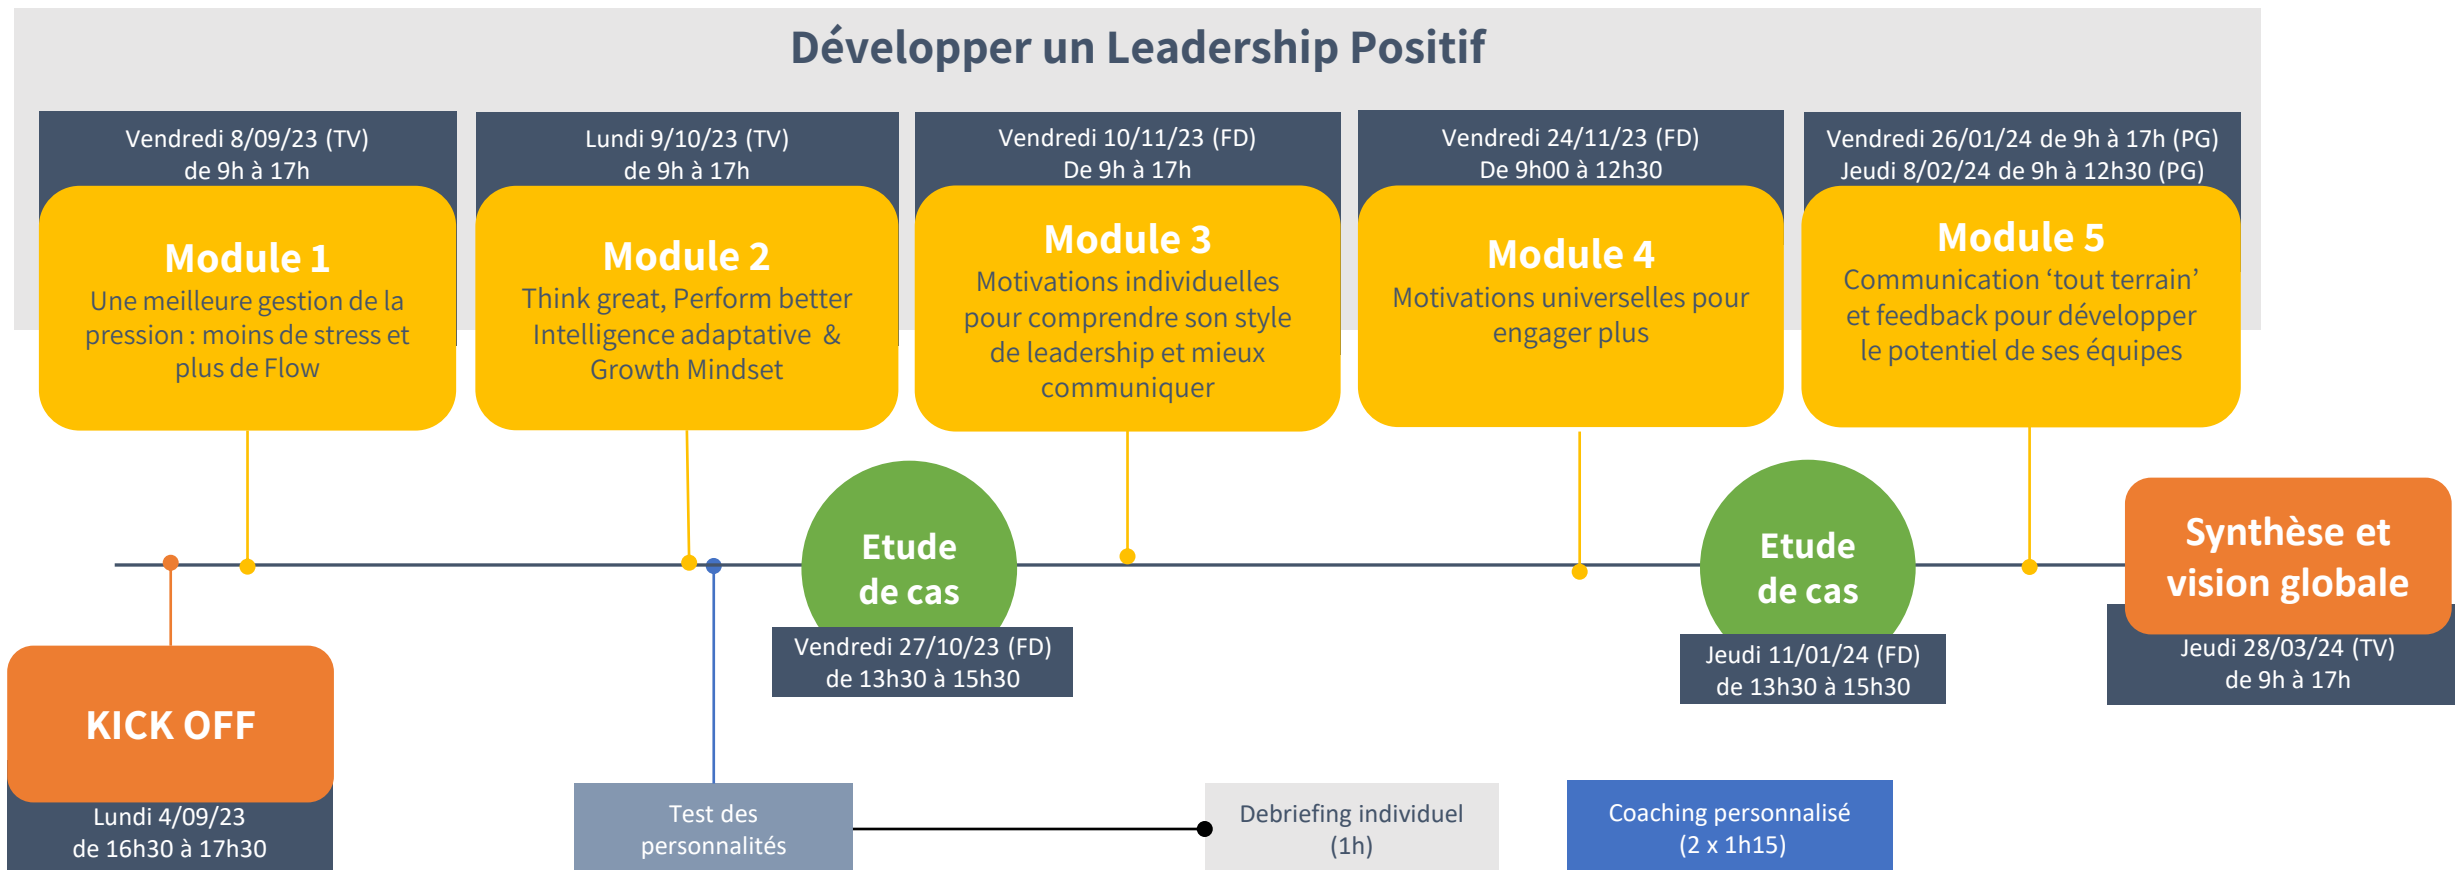 Développer un Leadership Positif
Vendredi 8/09/23 (TV)
de 9h à 17h
Module 1
Une meilleure gestion de la
pression : moins de stress et
plus de Flow
Lundi 9/10/23 (TV)
de 9h à 17h
Module 2
Think great, Perform better
Intelligence adaptative &
Growth Mindset
Vendredi 10/11/23 (FD)
De 9h à 17h
Module 3
Motivations individuelles
pour comprendre son style
de leadership et mieux
communiquer
Vendredi 24/11/23 (FD)
De 9h00 à 12h30
Module 4
Motivations universelles pour
engager plus
Vendredi 26/01/24 de 9h à 17h (PG)
Jeudi 8/02/24 de 9h à 12h30 (PG)
Module 5
Communication ‘tout terrain’
et feedback pour développer
le potentiel de ses équipes
Etude
de cas
Vendredi 27/10/23 (FD)
de 13h30 à 15h30
Etude
de cas
Jeudi 11/01/24 (FD)
de 13h30 à 15h30
Synthèse et
vision globale
Jeudi 28/03/24 (TV)
de 9h à 17h
KICK OFF
Lundi 4/09/23
de 16h30 à 17h30
Test des
personnalités
Debriefing individuel
(1h)
Coaching personnalisé
(2 x 1h15)